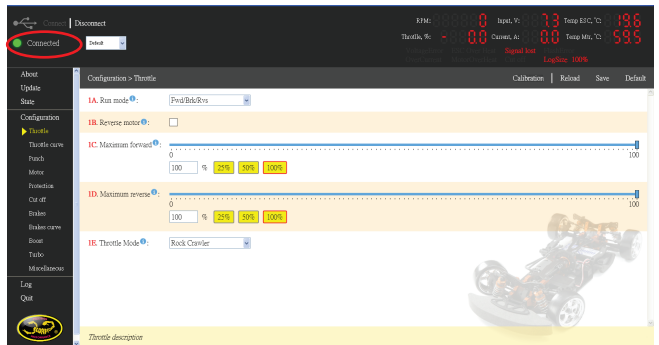 Connect Disconnect
RPM: 0 Input, V: 7.3 Temp ESC, °C: 19.6
Connected
Default
Throttle, %: - 0.0 Current, A: 0.0 Temp Mtr, °C: 59.5
Signal lost
LogSize 100%
About
Update
State
Configuration
Throttle
Throttle curve
Punch
Motor
Protection
Cut off
Brakes
Brakes curve
Boost
Turbo
Miscellaneous
Log
Quit
Configuration > Throttle
Calibration Reload Save Default
1A. Run mode i: Fwd/Brk/Rvs
1B. Reverse motor i:
1C. Maximum forward i:
0 100
100 % 25% 50% 100%
1D. Maximum reverse i:
0 100
100 % 25% 50% 100%
1E. Throttle Mode i: Rock Crawler
Throttle description